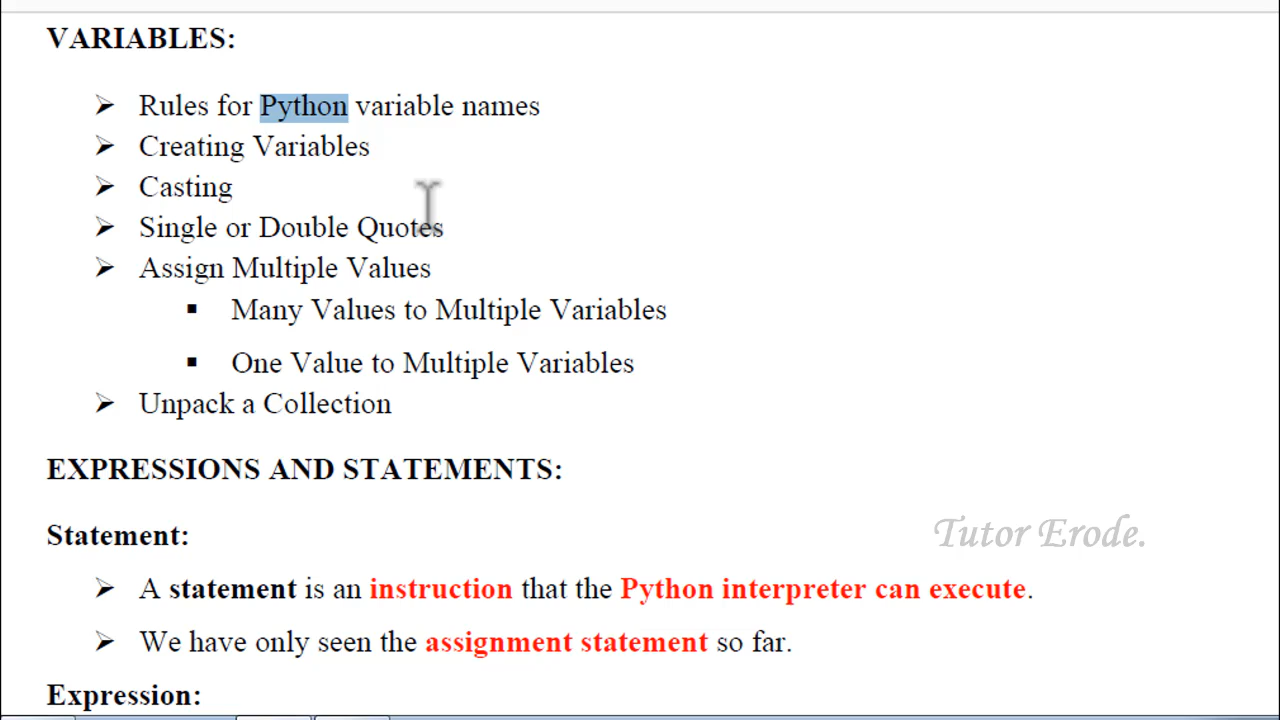 VARIABLES:
➢ Rules for Python variable names
➢ Creating Variables
➢ Casting
➢ Single or Double Quotes
➢ Assign Multiple Values
▪ Many Values to Multiple Variables
▪ One Value to Multiple Variables
➢ Unpack a Collection
EXPRESSIONS AND STATEMENTS:
Statement:
Tutor Erode.
➢ A statement is an instruction that the Python interpreter can execute.
➢ We have only seen the assignment statement so far.
Expression: